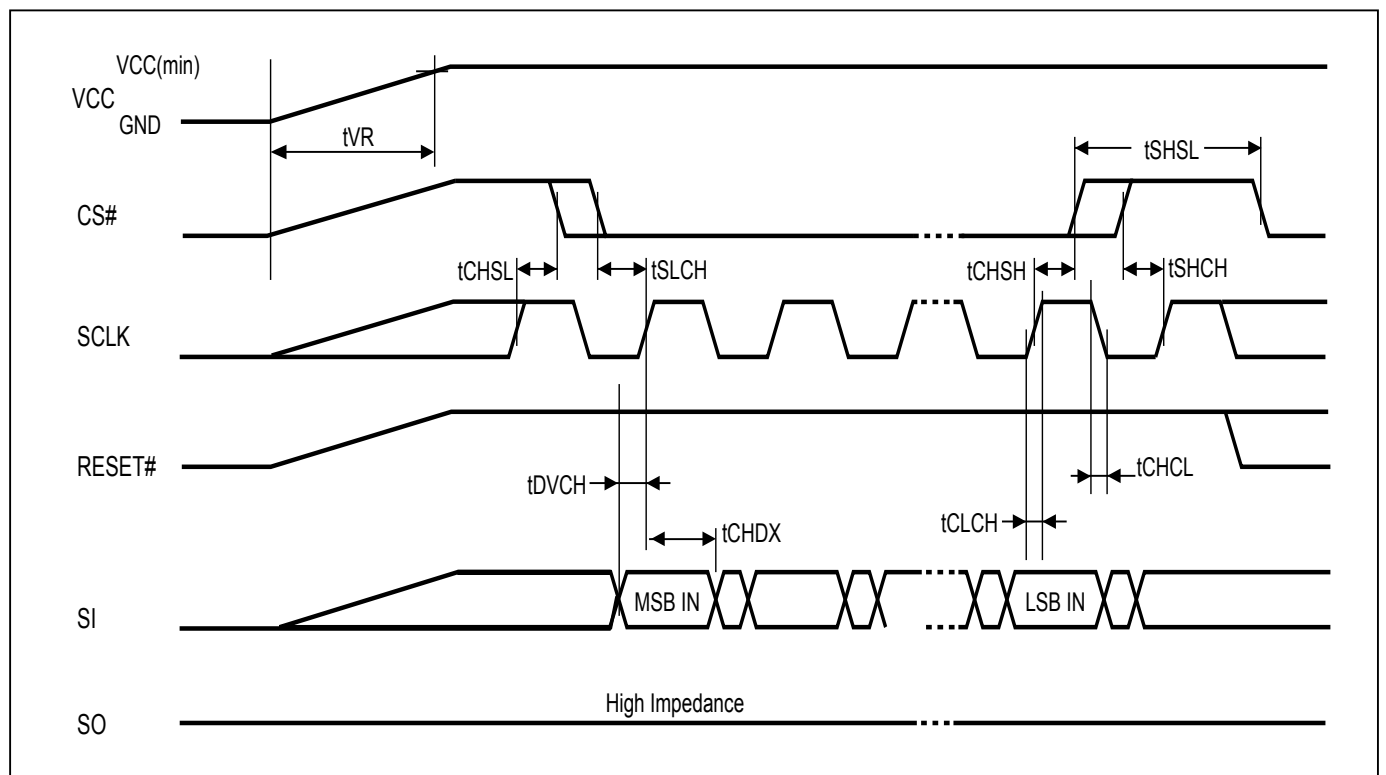 VCC(min)
VCC
GND
tVR
tSHSL
CS#
tCHSL
tSLCH
tCHSH
tSHCH
SCLK
RESET#
tCHCL
tDVCH
tCLCH
tCHDX
SI
MSB IN
LSB IN
High Impedance
SO